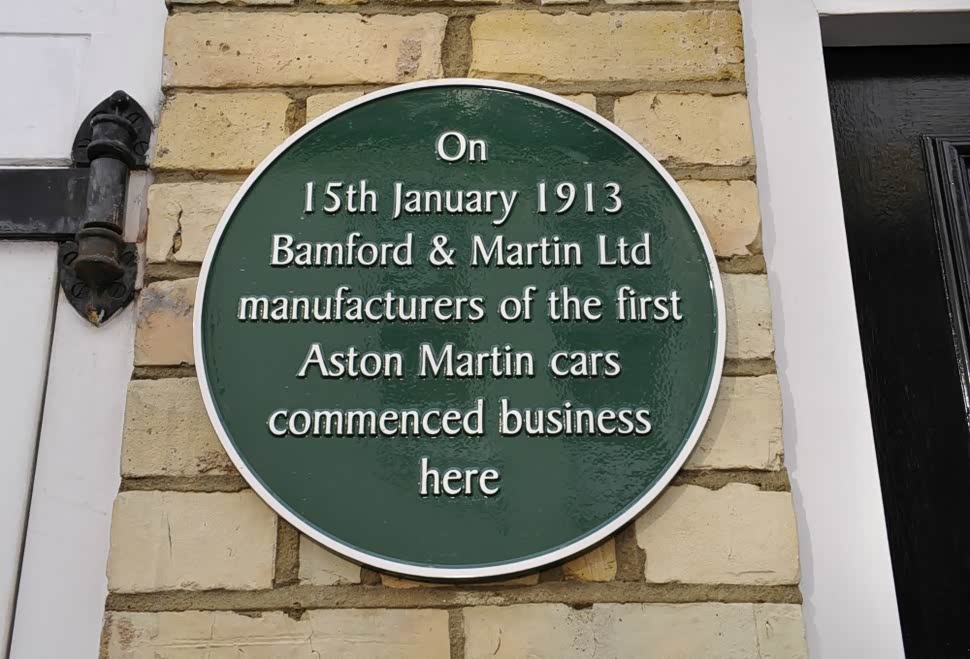 On
15th January 1913
Bamford & Martin Ltd
manufacturers of the first
Aston Martin cars
commenced business
here